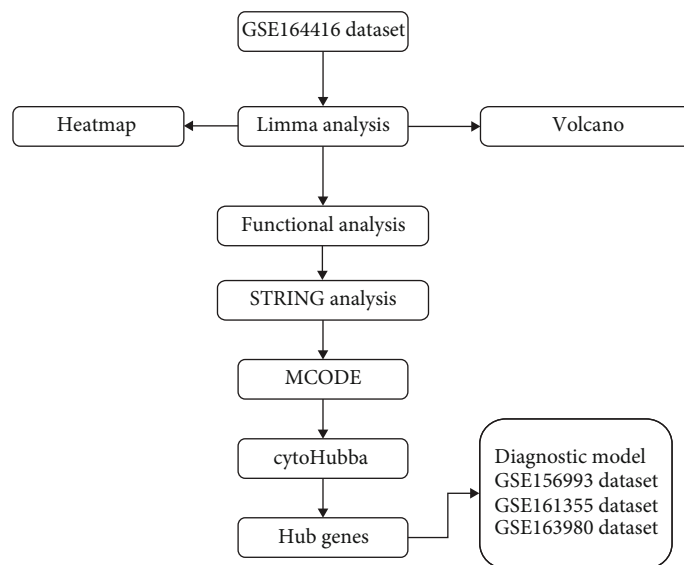 GSE164416 dataset
Heatmap
Limma analysis
Volcano
Functional analysis
STRING analysis
MCODE
cytoHubba
Hub genes
Diagnostic model
GSE156993 dataset
GSE161355 dataset
GSE163980 dataset